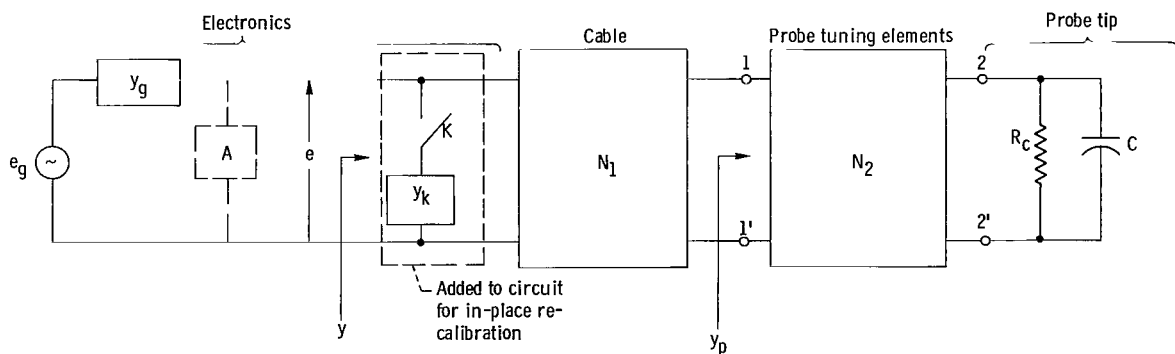 Electronics
Cable
Probe tuning elements
Probe tip
y_g
e_g
~
A
e
K
y_k
N_1
1
1'
N_2
2
2'
R_c
C
y
y_p
Added to circuit
for in-place re-
calibration